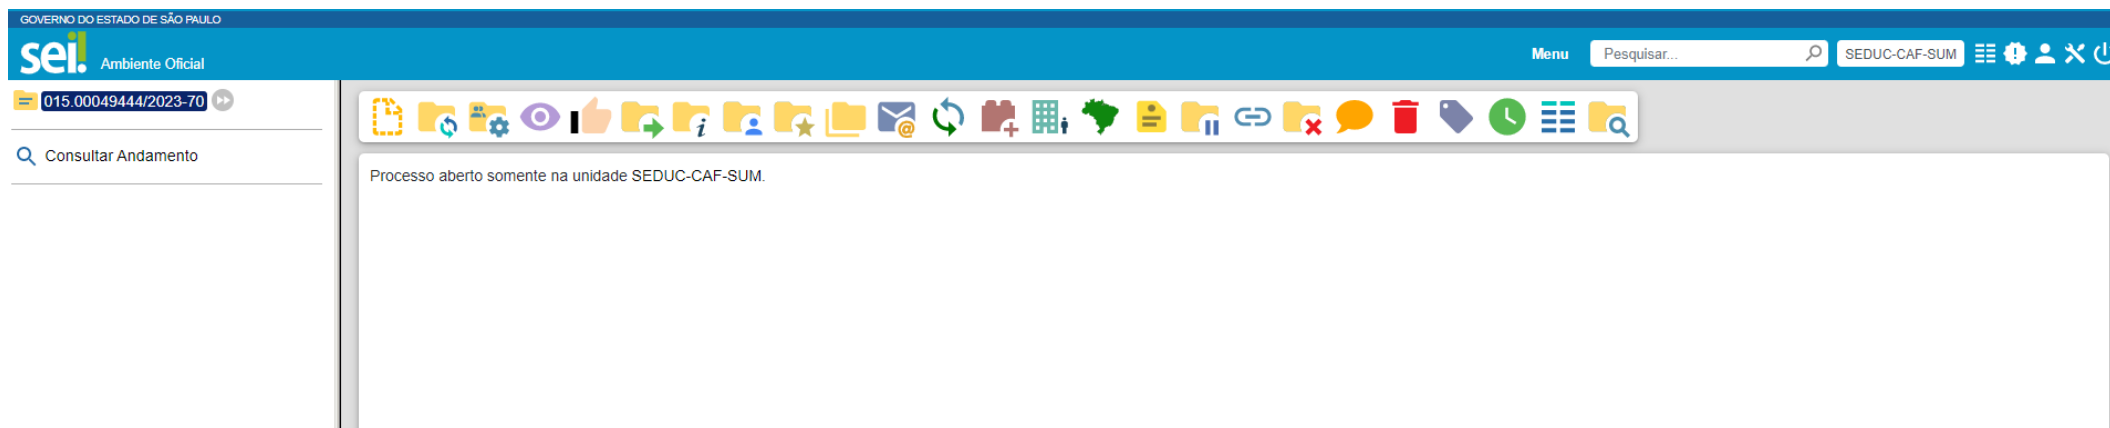 GOVERNO DO ESTADO DE SÃO PAULO
sei!
Ambiente Oficial
Menu
Pesquisar...
SEDUC-CAF-SUM
015.00049444/2023-70
Consultar Andamento
Processo aberto somente na unidade SEDUC-CAF-SUM.